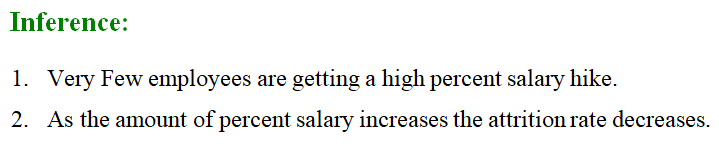 Inference:
1. Very Few employees are getting a high percent salary hike.
2. As the amount of percent salary increases the attrition rate decreases.